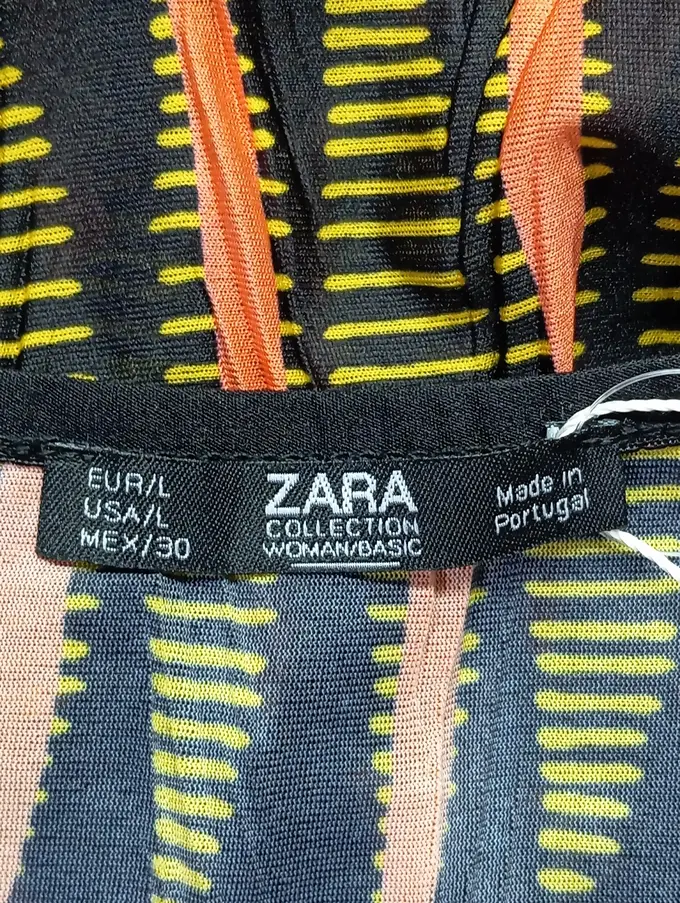 EUR/L
USA/L
MEX/30
ZARA
COLLECTION
WOMAN/BASIC
Made in
Portugal